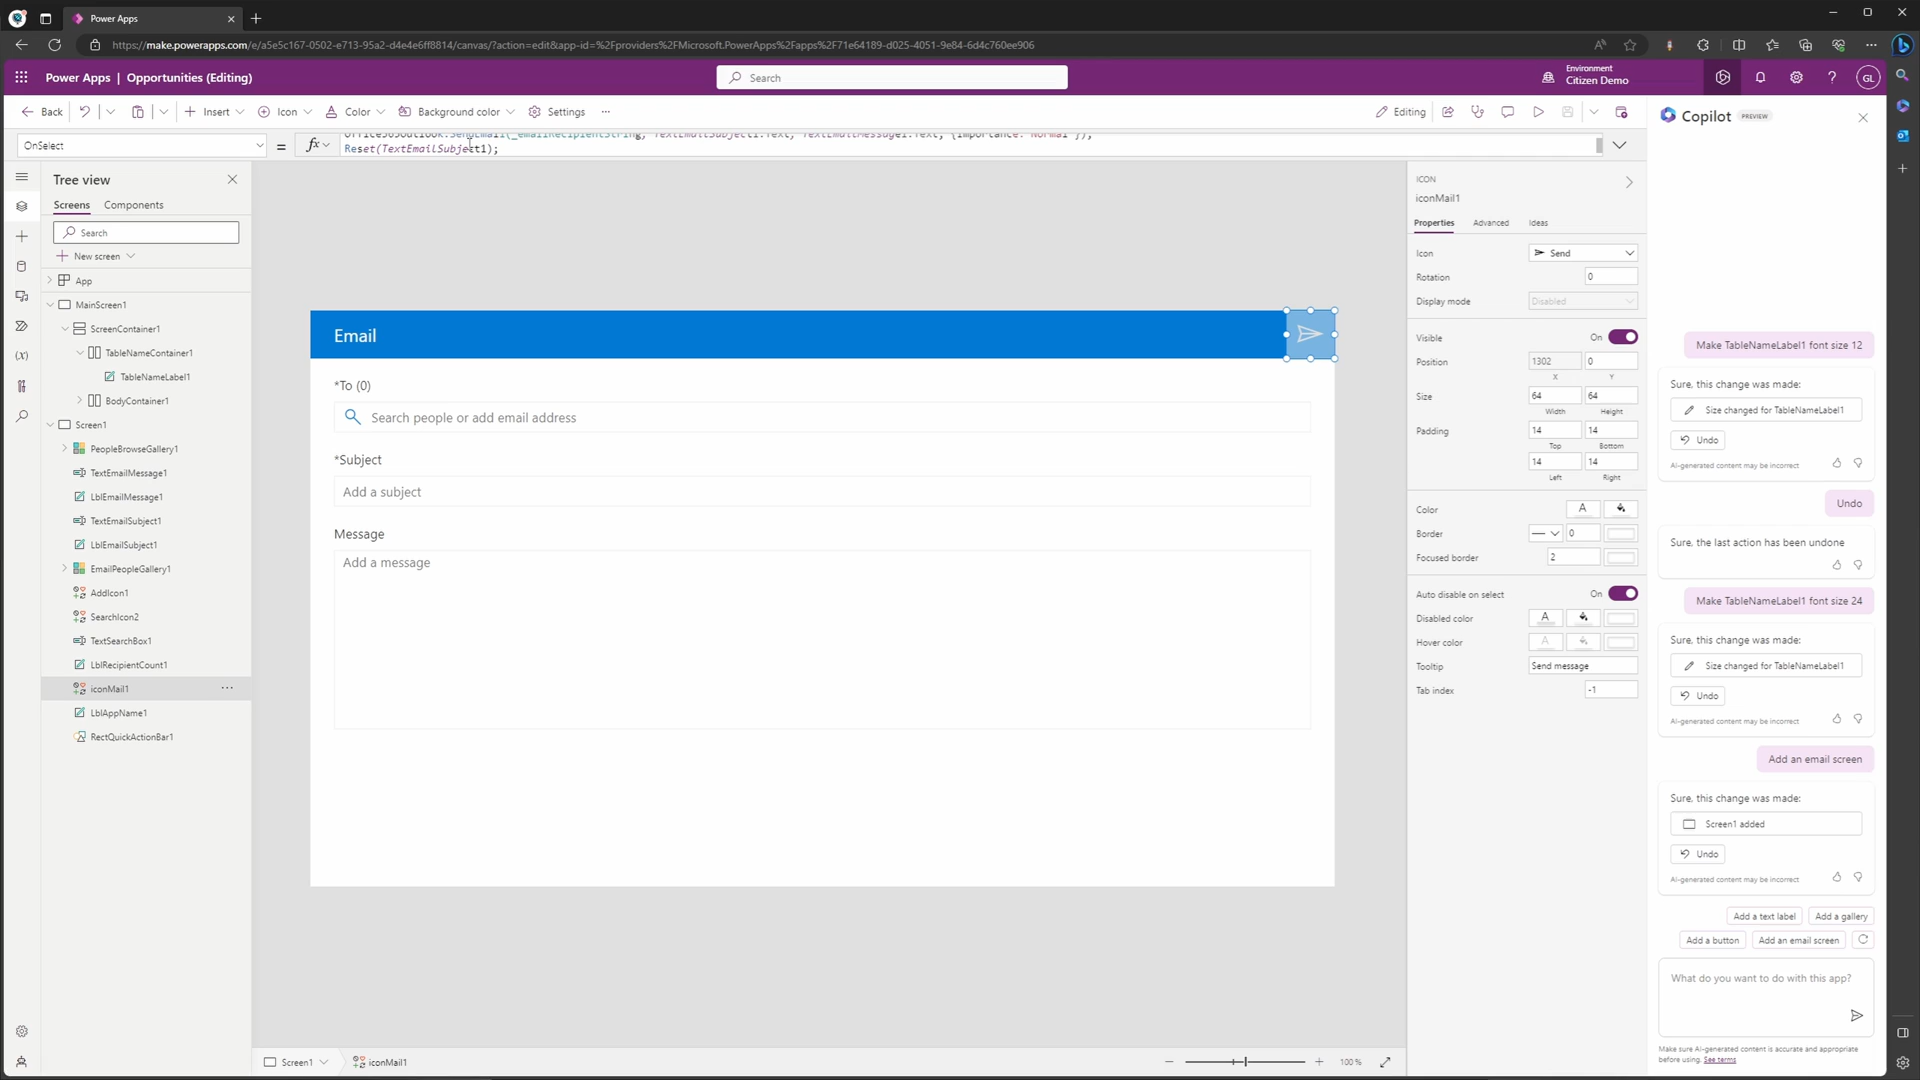 Power Apps
https://make.powerapps.com/e/a5e5c167-0502-e713-95a2-d4e4e6ff8814/canvas/?action=edit&app-id=%2Fproviders%2FMicrosoft.PowerApps%2Fapps%2F71e64189-d025-4051-9e84-6d4c760ee906
Power Apps | Opportunities (Editing)
Search
Environment
Citizen Demo
GL
Back
Insert
Icon
Color
Background color
Settings
Editing
Copilot
PREVIEW
OnSelect
=
fx
Office365Outlook.SendEmail(_emailRecipientString, TextEmailSubject1.Text, TextEmailMessage1.Text, {Importance:"Normal"});
Reset(TextEmailSubject1);
Tree view
Screens
Components
Search
New screen
App
MainScreen1
ScreenContainer1
TableNameContainer1
TableNameLabel1
BodyContainer1
Screen1
PeopleBrowseGallery1
TextEmailMessage1
LblEmailMessage1
TextEmailSubject1
LblEmailSubject1
EmailPeopleGallery1
AddIcon1
SearchIcon2
TextSearchBox1
LblRecipientCount1
iconMail1
LblAppName1
RectQuickActionBar1
Email
*To (0)
Search people or add email address
*Subject
Add a subject
Message
Add a message
Screen1
iconMail1
100 %
ICON
iconMail1
Properties
Advanced
Ideas
Icon
Send
Rotation
0
Display mode
Disabled
Visible
On
Position
1302
0
X
Y
Size
64
64
Width
Height
Padding
14
14
Top
Bottom
14
14
Left
Right
Color
Border
0
Focused border
2
Auto disable on select
On
Disabled color
Hover color
Tooltip
Send message
Tab index
-1
Make TableNameLabel1 font size 12
Sure, this change was made:
Size changed for TableNameLabel1
Undo
AI-generated content may be incorrect
Undo
Sure, the last action has been undone
Make TableNameLabel1 font size 24
Sure, this change was made:
Size changed for TableNameLabel1
Undo
AI-generated content may be incorrect
Add an email screen
Sure, this change was made:
Screen1 added
Undo
AI-generated content may be incorrect
Add a text label
Add a gallery
Add a button
Add an email screen
What do you want to do with this app?
Make sure AI-generated content is accurate and appropriate
before using. See terms